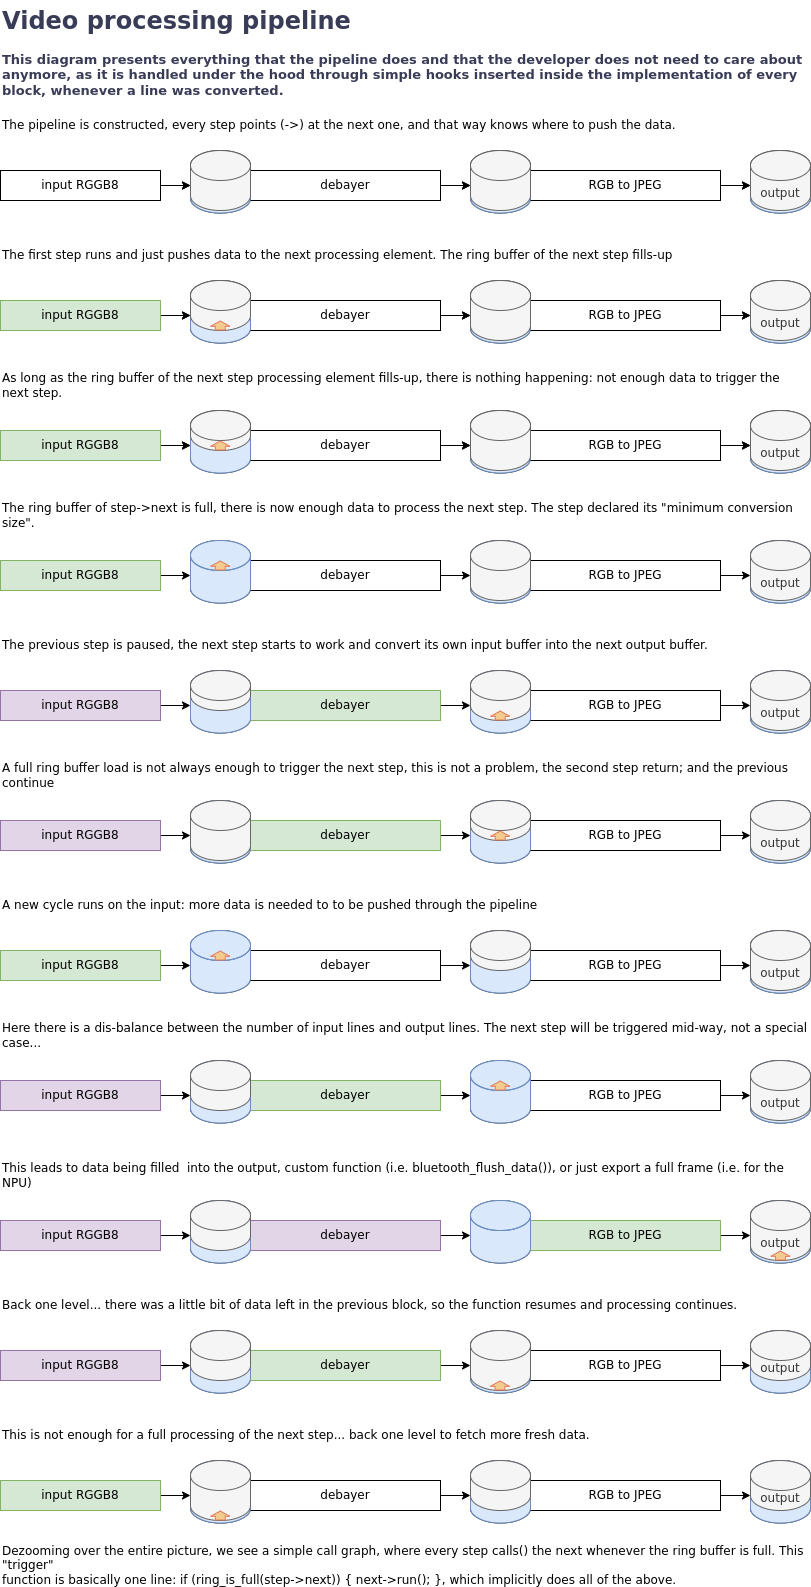 Video processing pipeline
This diagram presents everything that the pipeline does and that the developer does not need to care about
anymore, as it is handled under the hood through simple hooks inserted inside the implementation of every
block, whenever a line was converted.
The pipeline is constructed, every step points (->) at the next one, and that way knows where to push the data.
input RGGB8 debayer RGB to JPEG output
The first step runs and just pushes data to the next processing element. The ring buffer of the next step fills-up
input RGGB8 debayer RGB to JPEG output
As long as the ring buffer of the next step processing element fills-up, there is nothing happening: not enough data to trigger the
next step.
input RGGB8 debayer RGB to JPEG output
The ring buffer of step->next is full, there is now enough data to process the next step. The step declared its "minimum conversion
size".
input RGGB8 debayer RGB to JPEG output
The previous step is paused, the next step starts to work and convert its own input buffer into the next output buffer.
input RGGB8 debayer RGB to JPEG output
A full ring buffer load is not always enough to trigger the next step, this is not a problem, the second step return; and the previous
continue
input RGGB8 debayer RGB to JPEG output
A new cycle runs on the input: more data is needed to to be pushed through the pipeline
input RGGB8 debayer RGB to JPEG output
Here there is a dis-balance between the number of input lines and output lines. The next step will be triggered mid-way, not a special
case...
input RGGB8 debayer RGB to JPEG output
This leads to data being filled  into the output, custom function (i.e. bluetooth_flush_data()), or just export a full frame (i.e. for the
NPU)
input RGGB8 debayer RGB to JPEG output
Back one level... there was a little bit of data left in the previous block, so the function resumes and processing continues.
input RGGB8 debayer RGB to JPEG output
This is not enough for a full processing of the next step... back one level to fetch more fresh data.
input RGGB8 debayer RGB to JPEG output
Dezooming over the entire picture, we see a simple call graph, where every step calls() the next whenever the ring buffer is full. This
"trigger"
function is basically one line: if (ring_is_full(step->next)) { next->run(); }, which implicitly does all of the above.